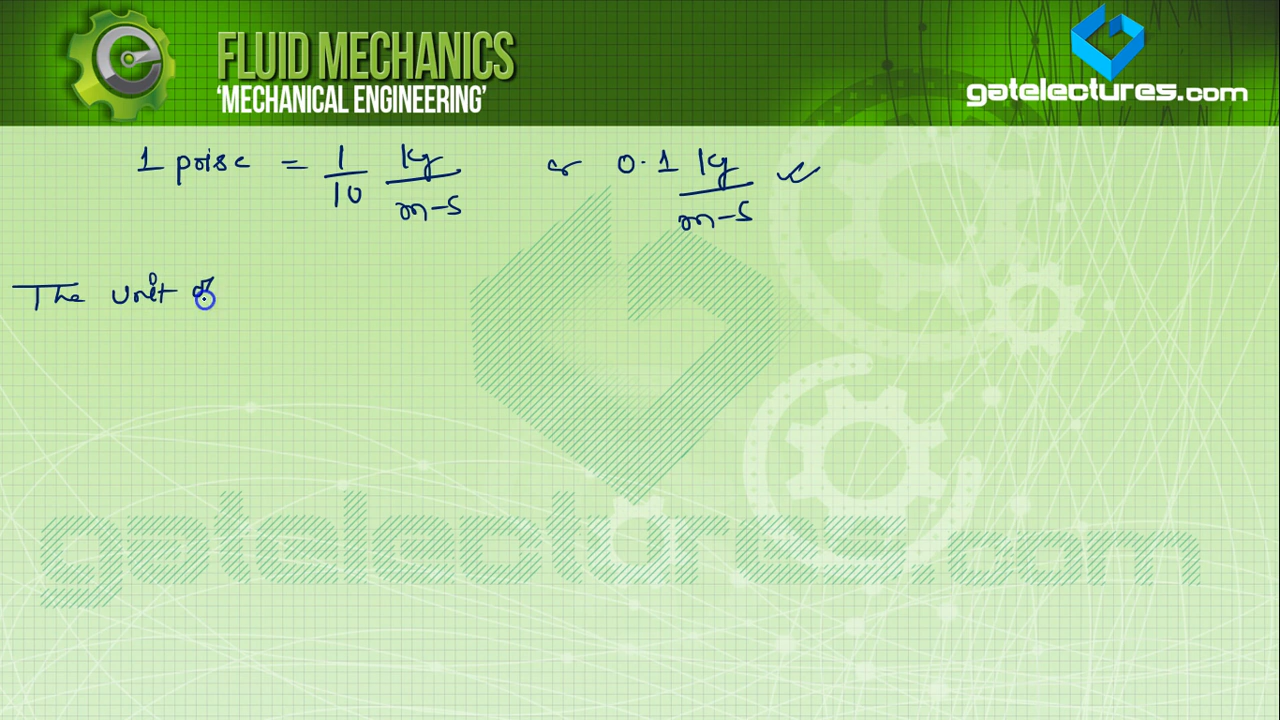 FLUID MECHANICS
'MECHANICAL ENGINEERING'
gatelectures.com
1 poise = 1/10 kg/m-s or 0.1 kg/m-s
The unit of
gatelectures.com